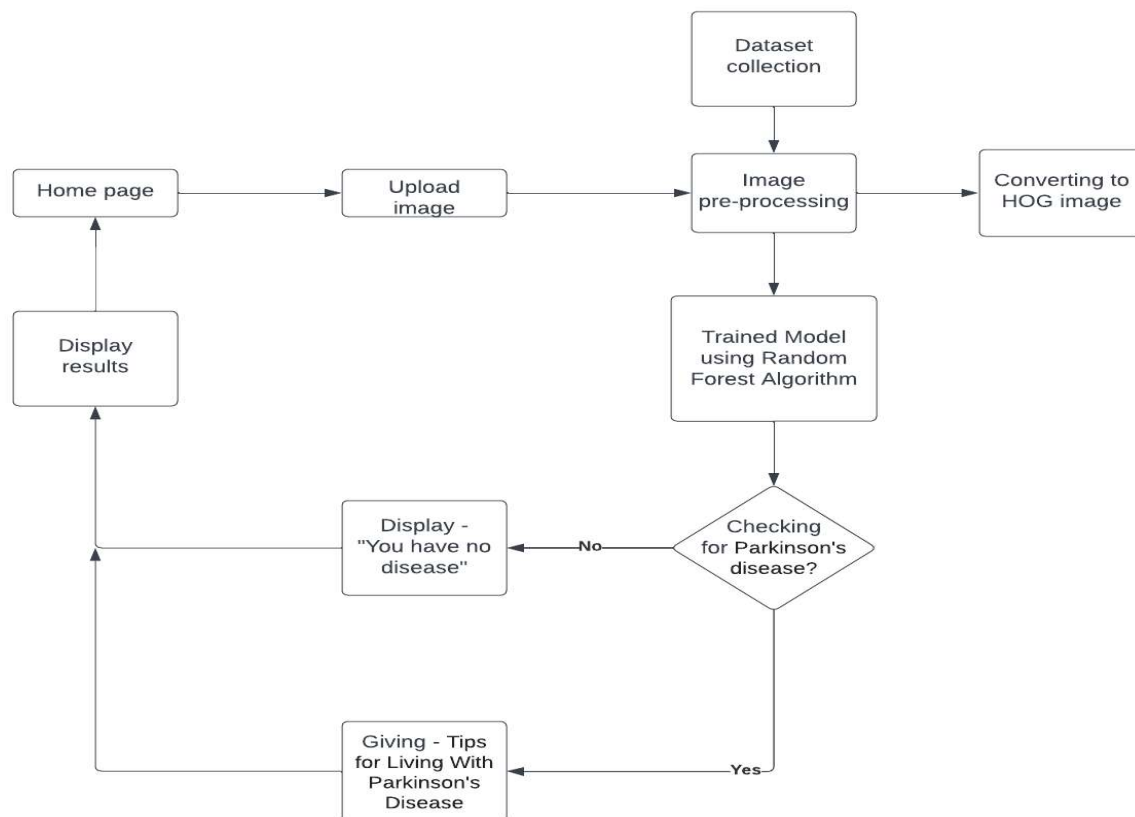 Dataset
collection
Home page
Upload
image
Image
pre-processing
Converting to
HOG image
Display
results
Trained Model
using Random
Forest Algorithm
Display -
"You have no
disease"
No
Checking
for Parkinson's
disease?
Giving - Tips
for Living With
Parkinson's
Disease
Yes